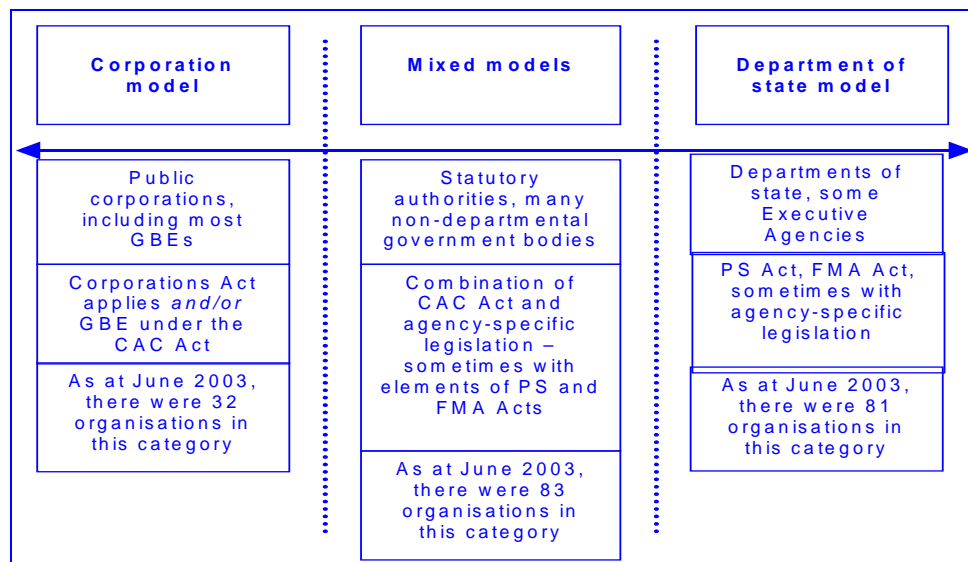 Corporation
model
Public
corporations,
including most
GBEs
Corporations Act
applies and/or
GBE under the
CAC Act
As at June 2003,
there were 32
organisations in
this category
Mixed models
Statutory
authorities, many
non-departmental
government bodies
Combination of
CAC Act and
agency-specific
legislation –
sometimes with
elements of PS and
FMA Acts
As at June 2003,
there were 83
organisations in
this category
Department of
state model
Departments of
state, some
Executive
Agencies
PS Act, FMA Act,
sometimes with
agency-specific
legislation
As at June 2003,
there were 81
organisations in
this category